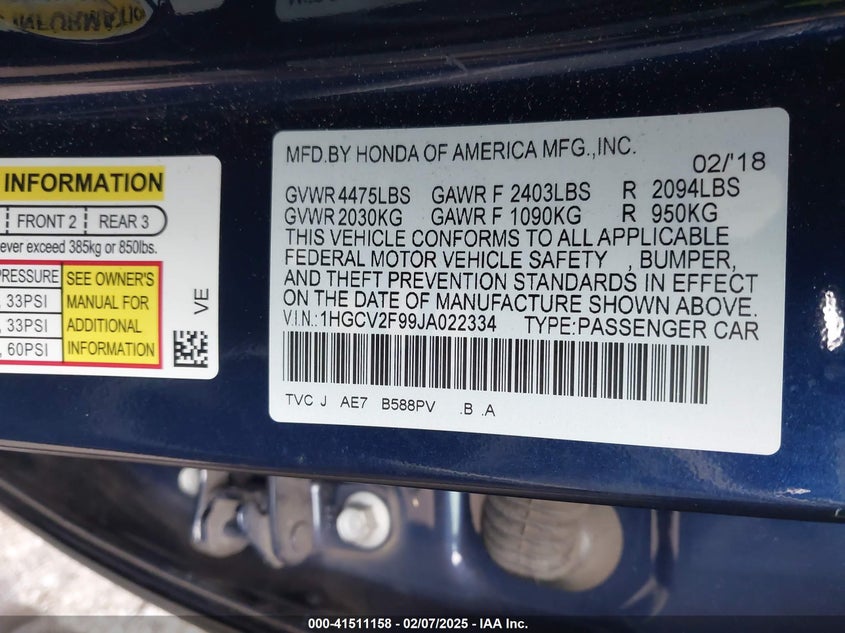 MFD.BY HONDA OF AMERICA MFG.,INC. 02/'18
GVWR 4475LBS GAWR F 2403LBS R 2094LBS
GVWR 2030KG GAWR F 1090KG R 950KG
THIS VEHICLE CONFORMS TO ALL APPLICABLE
FEDERAL MOTOR VEHICLE SAFETY , BUMPER,
AND THEFT PREVENTION STANDARDS IN EFFECT
ON THE DATE OF MANUFACTURE SHOWN ABOVE.
V.I.N.:1HGCV2F99JA022334 TYPE:PASSENGER CAR
TVC J AE7 B588PV .B .A
INFORMATION
FRONT 2 REAR 3
exceed 385kg or 850lbs.
PRESSURE
33PSI
33PSI
60PSI
SEE OWNER'S
MANUAL FOR
ADDITIONAL
INFORMATION
VE
000-41511158 - 02/07/2025 - IAA Inc.